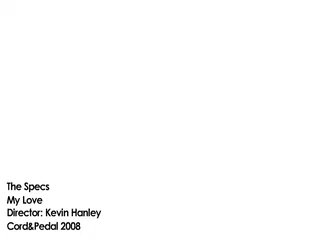 The Specs
My Love
Director: Kevin Hanley
Cord&Pedal 2008